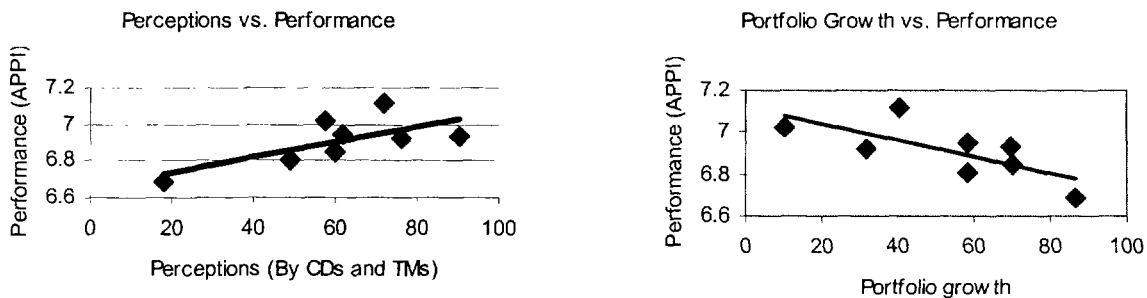 Perceptions vs. Performance
Performance (APPI)
7.2
7
6.8
6.6
0 20 40 60 80 100
Perceptions (By CDs and TMs)
Portfolio Growth vs. Performance
Performance (APPI)
7.2
7
6.8
6.6
0 20 40 60 80 100
Portfolio growth